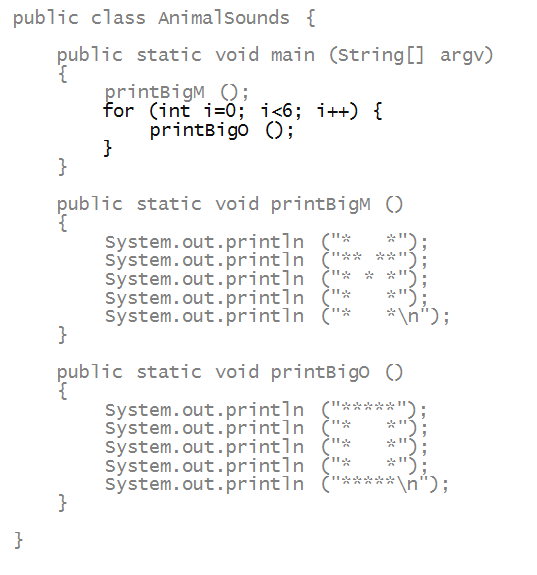 public class AnimalSounds {
public static void main (String[] argv)
{
printBigM ();
for (int i=0; i<6; i++) {
printBigO ();
}
}
public static void printBigM ()
{
System.out.println ("*   *");
System.out.println ("** **");
System.out.println ("* * *");
System.out.println ("*   *");
System.out.println ("*   *\n");
}
public static void printBigO ()
{
System.out.println ("*****");
System.out.println ("*   *");
System.out.println ("*   *");
System.out.println ("*   *");
System.out.println ("*****\n");
}
}